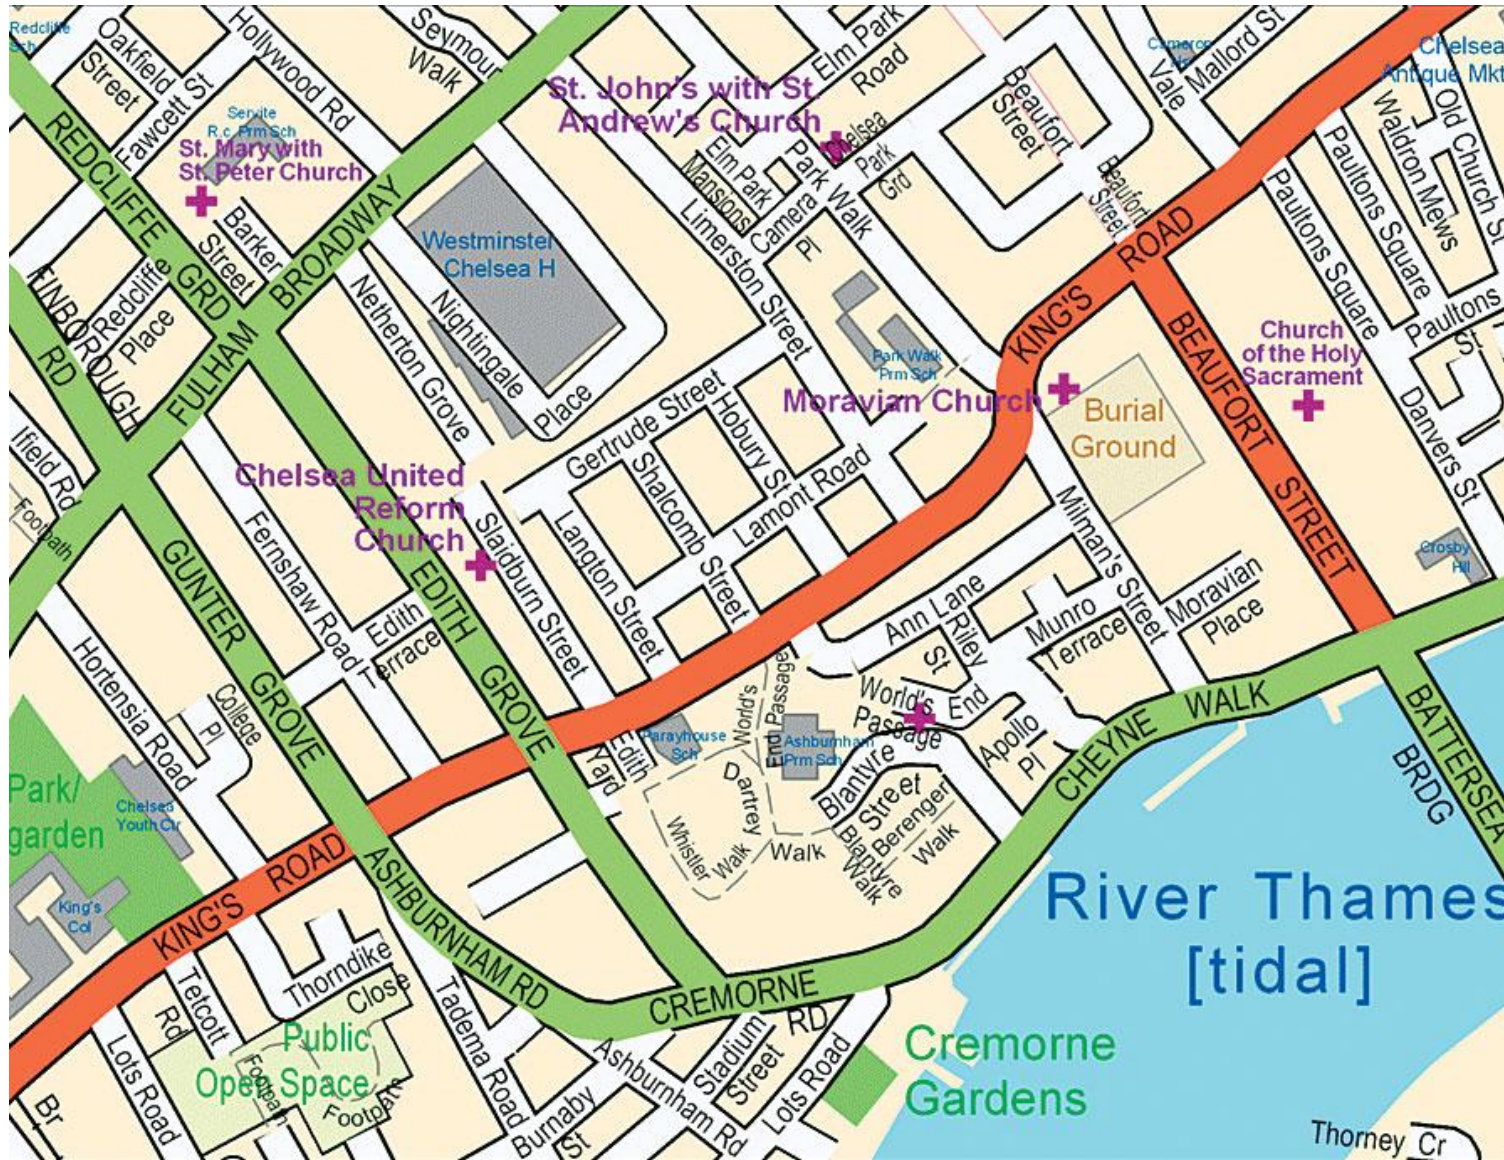 Redcliffe
Sch
Oakfield
Street
Hollywood Rd
Seymour
Walk
Fawcett St
Servite
R.c. Prm Sch
St. Mary with
St. Peter Church
REDCLIFFE GRD
Barker
Street
FULHAM BROADWAY
Westminster
Chelsea H
St. John's with St.
Andrew's Church
Elm Park
Road
Elm Park
Mansions
Chelsea
Park
Grd
Park Walk
Camera
Pl
Limerston Street
Beaufort
Street
Beaufort
Street
Cameron
Hs
Vale
Mallord St
Chelsea
Antique Mkt
Old Church St
Waldron Mews
Paultons
Square
Paultons Square
Paultons
St
KING'S ROAD
BEAUFORT STREET
Church
of the Holy
Sacrament
Danvers St
Crosby
Hll
FINBOROUGH
RD
Redcliffe
Place
Ifield Rd
Footpath
Netherton Grove
Nightingale
Place
Park Walk
Prm Sch
Moravian Church
Burial
Ground
Gertrude Street
Hobury St
Shalcomb Street
Lamont Road
Langton Street
Slaidburn Street
Chelsea United
Reform
Church
Fernshaw Road
GUNTER GROVE
EDITH GROVE
Edith
Terrace
Milman's Street
Ann Lane
Riley
St
Munro
Terrace
Moravian
Place
Hortensia Road
College
Pl
World's
End Passage
World's
End
Passage
Apollo
Pl
Parayhouse
Sch
Ashburnham
Prm Sch
Edith
Yard
Blantyre
Street
Blantyre
Walk
Berenger
Walk
Dartrey
Walk
Whistler
Walk
CHEYNE WALK
BATTERSEA
BRDG
Park/
garden
Chelsea
Youth Ctr
King's
Col
KING'S ROAD
ASHBURNHAM RD
CREMORNE
RD
River Thames
[tidal]
Thorndike
Close
Tetcott
Rd
Lots Road
Public
Open Space
Footpath
Footpath
Tadema Road
Ashburnham Rd
Stadium
Street
Lots Road
Burnaby
St
Cremorne
Gardens
Br
Thorney Cr